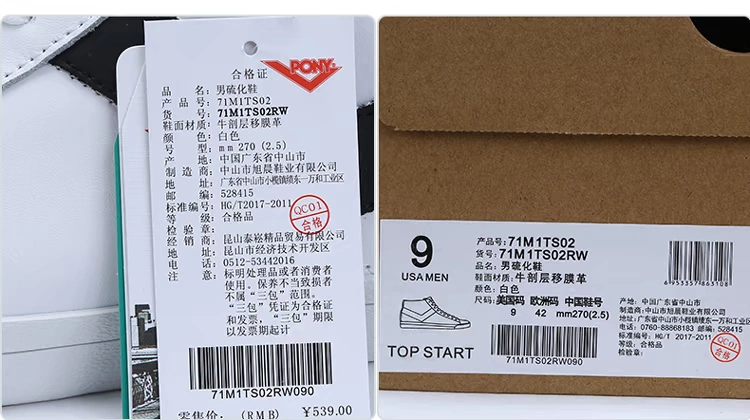 PONY
合格证
品 名：男硫化鞋
产 品 号：71M1TS02
货 号：71M1TS02RW
鞋面材质：牛剖层移膜革
颜 色：白色
号 型：mm 270 (2.5)
产 地：中国广东省中山市
制 造 商：中山市旭晨鞋业有限公司
地 址：广东省中山市小榄镇绩东一万和工业区
邮 编：528415
标准编号：HG/T2017-2011
等 级：合格品
检 验 章：
QC01
合格
经 销 商：昆山泰崧精品贸易有限公司
地 址：昆山市经济技术开发区
电 话：0512-53442016
备 注：标明处理品或者消费者
使用。保养不当致损者
不属“三包”范围。
“三包”凭证为合格证
和发票，“三包”期限
以发票日期起计
71M1TS02RW090
零售价： (RMB) ¥539.00
9
USA MEN
产品号：71M1TS02
货号：71M1TS02RW
品名：男硫化鞋
鞋面材质：牛剖层移膜革
颜色：白色
尺码：美国码 欧洲码 中国鞋号
9 42 mm270(2.5)
TOP START
71M1TS02RW090
6953357863108
产地：中国广东省中山市
制造商：中山市旭晨鞋业有限公司
地址：广东省中山市小榄镇绩东一万和工业区
电话：0760-88868183 邮编：528415
标准编号：HG/T 2017-2011
等级：合格品
检验章：
QC01
合格